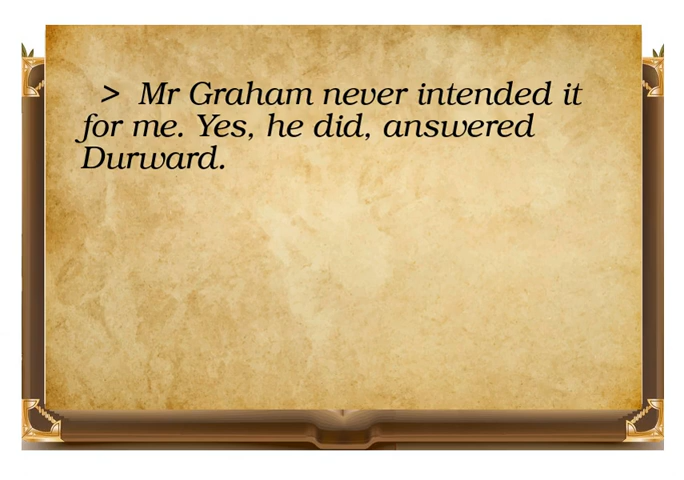 > Mr Graham never intended it
for me. Yes, he did, answered
Durward.